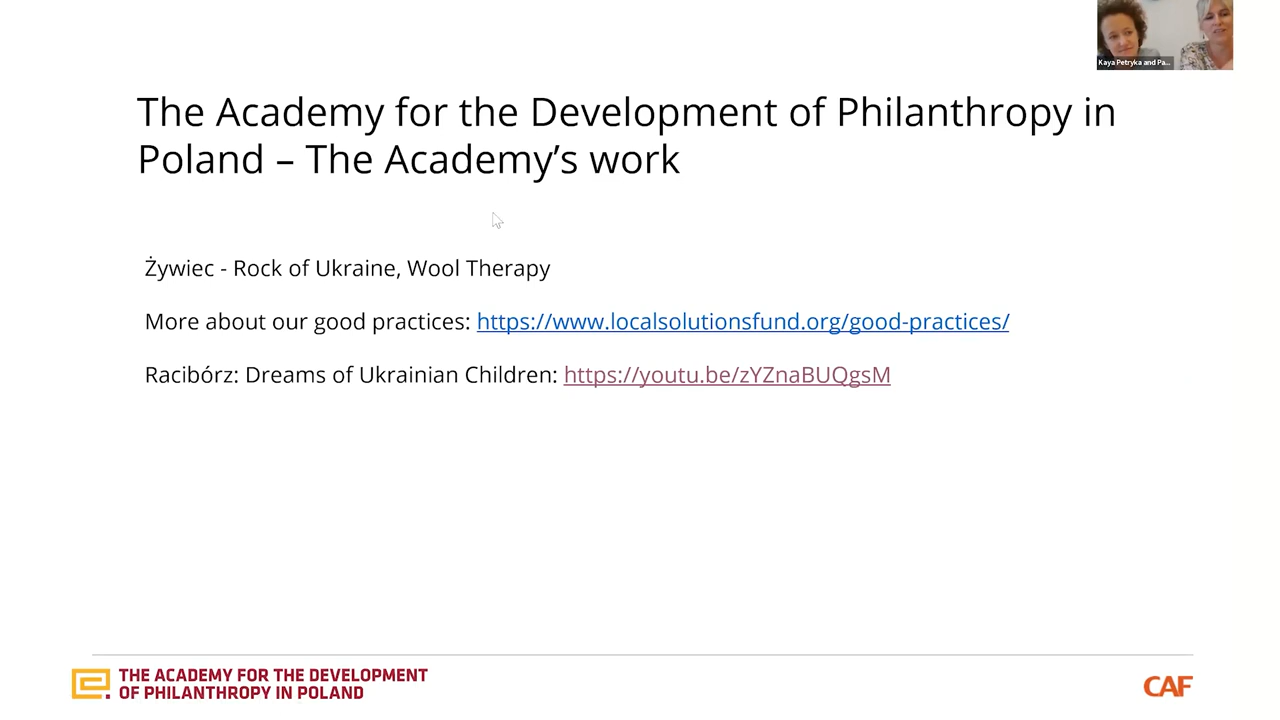 Kaya Petryka and Pa...
The Academy for the Development of Philanthropy in
Poland – The Academy’s work
Żywiec - Rock of Ukraine, Wool Therapy
More about our good practices: https://www.localsolutionsfund.org/good-practices/
Racibórz: Dreams of Ukrainian Children: https://youtu.be/zYZnaBUQgsM
THE ACADEMY FOR THE DEVELOPMENT
OF PHILANTHROPY IN POLAND
CAF